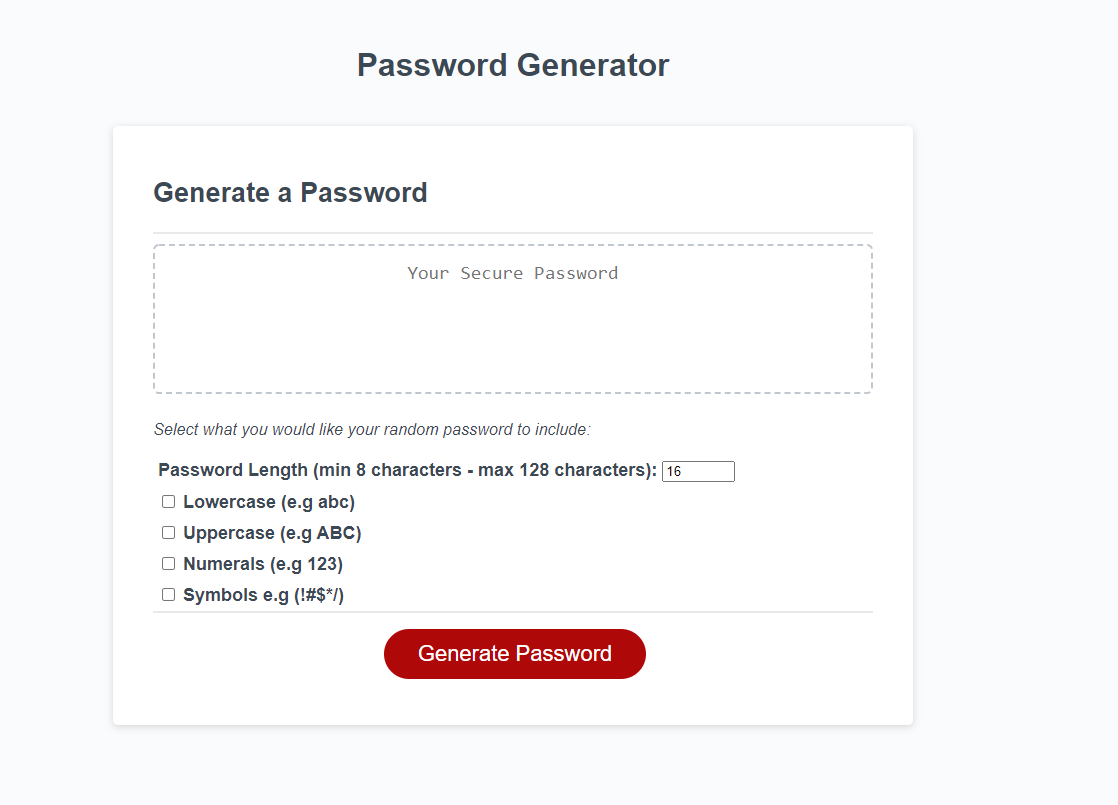 Password Generator
Generate a Password
Your Secure Password
Select what you would like your random password to include:
Password Length (min 8 characters - max 128 characters): 16
Lowercase (e.g abc)
Uppercase (e.g ABC)
Numerals (e.g 123)
Symbols e.g (!#$*/)
Generate Password